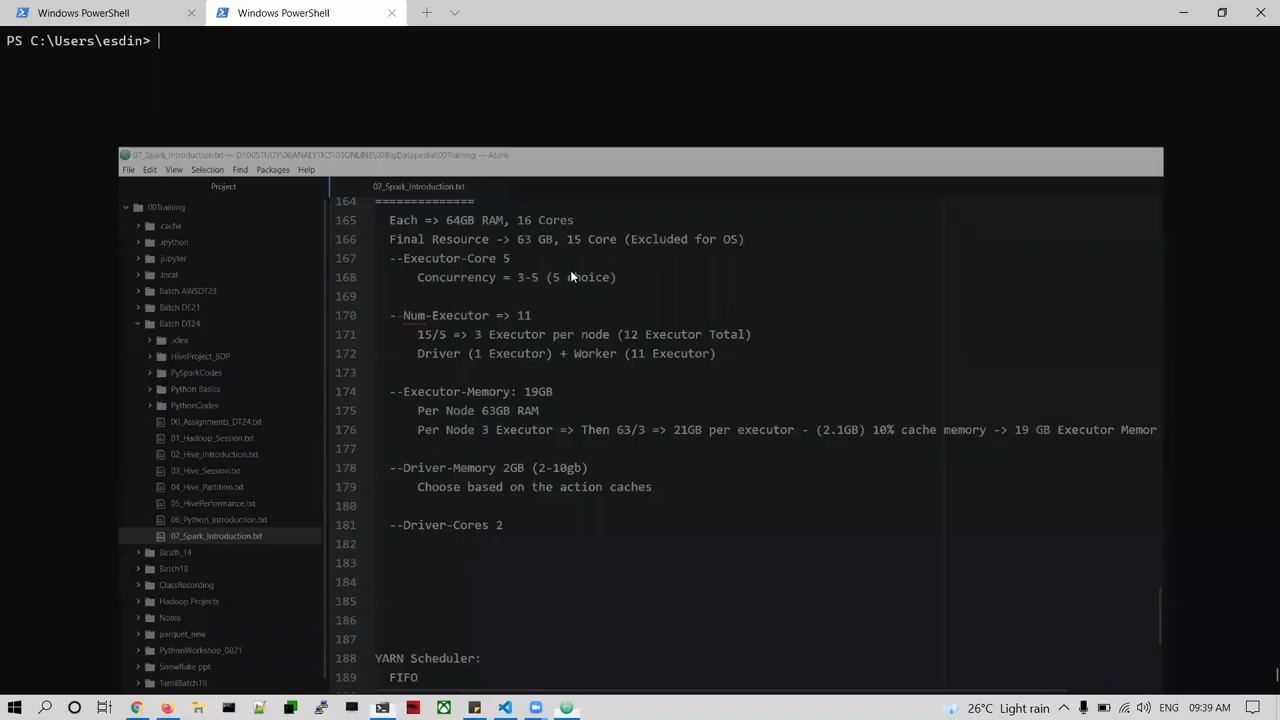 Windows PowerShell
Windows PowerShell
PS C:\Users\esdin>
07_Spark_Introduction.txt — D:\00STUDY\00ANALYTICS\03ONLINE\00BigDatapedia\00Training — Atom
File Edit View Selection Find Packages Help
Project
07_Spark_Introduction.txt
00Training
.cache
.ipython
.jupyter
.local
Batch AWSDT23
Batch DE21
Batch DT24
.idea
HiveProject_BDP
PySparkCodes
Python Basics
PythonCodes
00_Assignments_DT24.txt
01_Hadoop_Session.txt
02_Hive_Introduction.txt
03_Hive_Session.txt
04_Hive_Partition.txt
05_HivePerformance.txt
06_Python_Introduction.txt
07_Spark_Introduction.txt
Batch_14
Batch18
ClassRecording
Hadoop Projects
Notes
parquet_new
PythonWorkshop_0821
Snowflake ppt
TamilBatch19
164 ==============
165 Each => 64GB RAM, 16 Cores
166 Final Resource -> 63 GB, 15 Core (Excluded for OS)
167 --Executor-Core 5
168 Concurrency = 3-5 (5 choice)
169
170 --Num-Executor => 11
171 15/5 => 3 Executor per node (12 Executor Total)
172 Driver (1 Executor) + Worker (11 Executor)
173
174 --Executor-Memory: 19GB
175 Per Node 63GB RAM
176 Per Node 3 Executor => Then 63/3 => 21GB per executor - (2.1GB) 10% cache memory -> 19 GB Executor Memor
177
178 --Driver-Memory 2GB (2-10gb)
179 Choose based on the action caches
180
181 --Driver-Cores 2
182
183
184
185
186
187
188 YARN Scheduler:
189 FIFO
26°C Light rain
ENG
09:39 AM